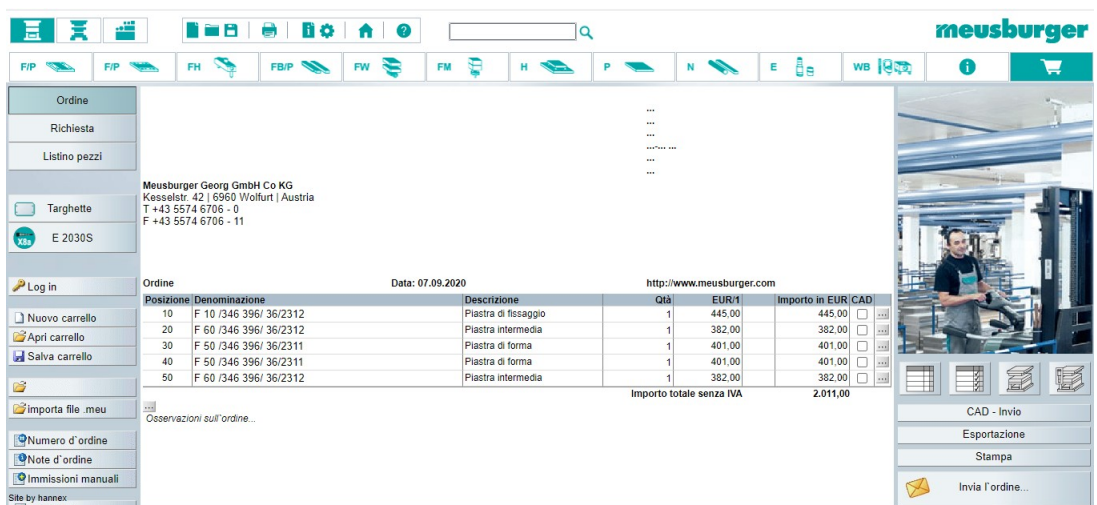 meusburger
F/P
F/P
FH
FB/P
FW
FM
H
P
N
E
WB
Ordine
Richiesta
Listino pezzi
Targhette
E 2030S
Log in
Nuovo carrello
Apri carrello
Salva carrello
importa file .meu
Numero d`ordine
Note d`ordine
Immissioni manuali
Site by hannex
...
...
...
...-... ...
...
...
Meusburger Georg GmbH Co KG
Kesselstr. 42 | 6960 Wolfurt | Austria
T +43 5574 6706 - 0
F +43 5574 6706 - 11
Ordine Data: 07.09.2020 http://www.meusburger.com
Posizione Denominazione Descrizione Qtà EUR/1 Importo in EUR CAD
10 F 10 /346 396/ 36/2312 Piastra di fissaggio 1 445,00 445,00 ...
20 F 60 /346 396/ 36/2312 Piastra intermedia 1 382,00 382,00 ...
30 F 50 /346 396/ 36/2311 Piastra di forma 1 401,00 401,00 ...
40 F 50 /346 396/ 36/2311 Piastra di forma 1 401,00 401,00 ...
50 F 60 /346 396/ 36/2312 Piastra intermedia 1 382,00 382,00 ...
Importo totale senza IVA 2.011,00
...
Osservazioni sull`ordine...
CAD - Invio
Esportazione
Stampa
Invia l`ordine...